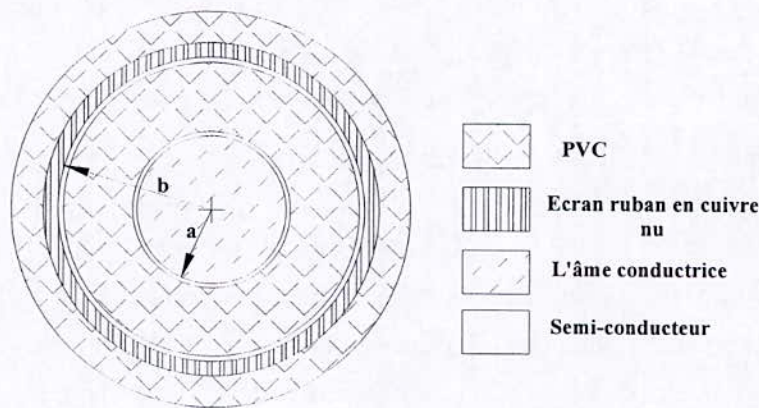 b
a
PVC
Ecran ruban en cuivre
nu
L'âme conductrice
Semi-conducteur